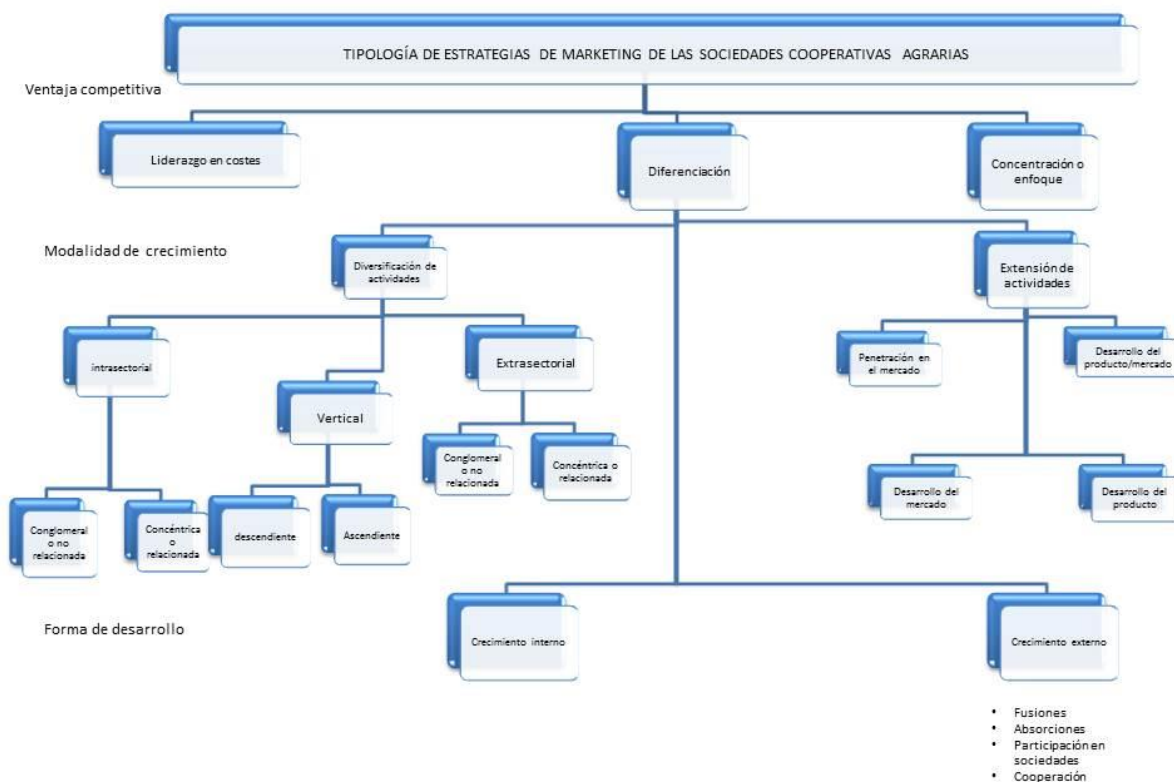 TIPOLOGÍA DE ESTRATEGIAS DE MARKETING DE LAS SOCIEDADES COOPERATIVAS AGRARIAS
Ventaja competitiva
Liderazgo en costes
Diferenciación
Concentración o
enfoque
Modalidad de crecimiento
Diversificación de
actividades
Extensión de
actividades
intrasectorial
Extrasectorial
Penetración en
el mercado
Desarrollo del
producto/mercado
Vertical
Conglomeral
o no
relacionada
Concéntrica o
relacionada
Desarrollo del
mercado
Desarrollo del
producto
Conglomeral
o no
relacionada
Concéntrica
o
relacionada
descendiente
Ascendiente
Forma de desarrollo
Crecimiento interno
Crecimiento externo
• Fusiones
• Absorciones
• Participación en
sociedades
• Cooperación